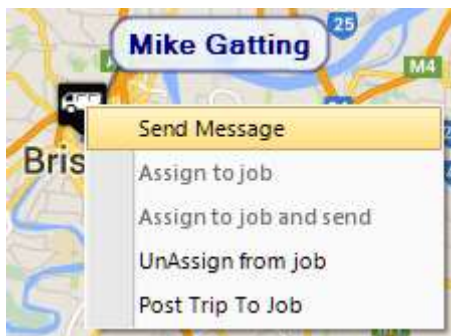 25
Mike Gatting
M4
Send Message
Bris
Assign to job
Assign to job and send
UnAssign from job
Post Trip To Job